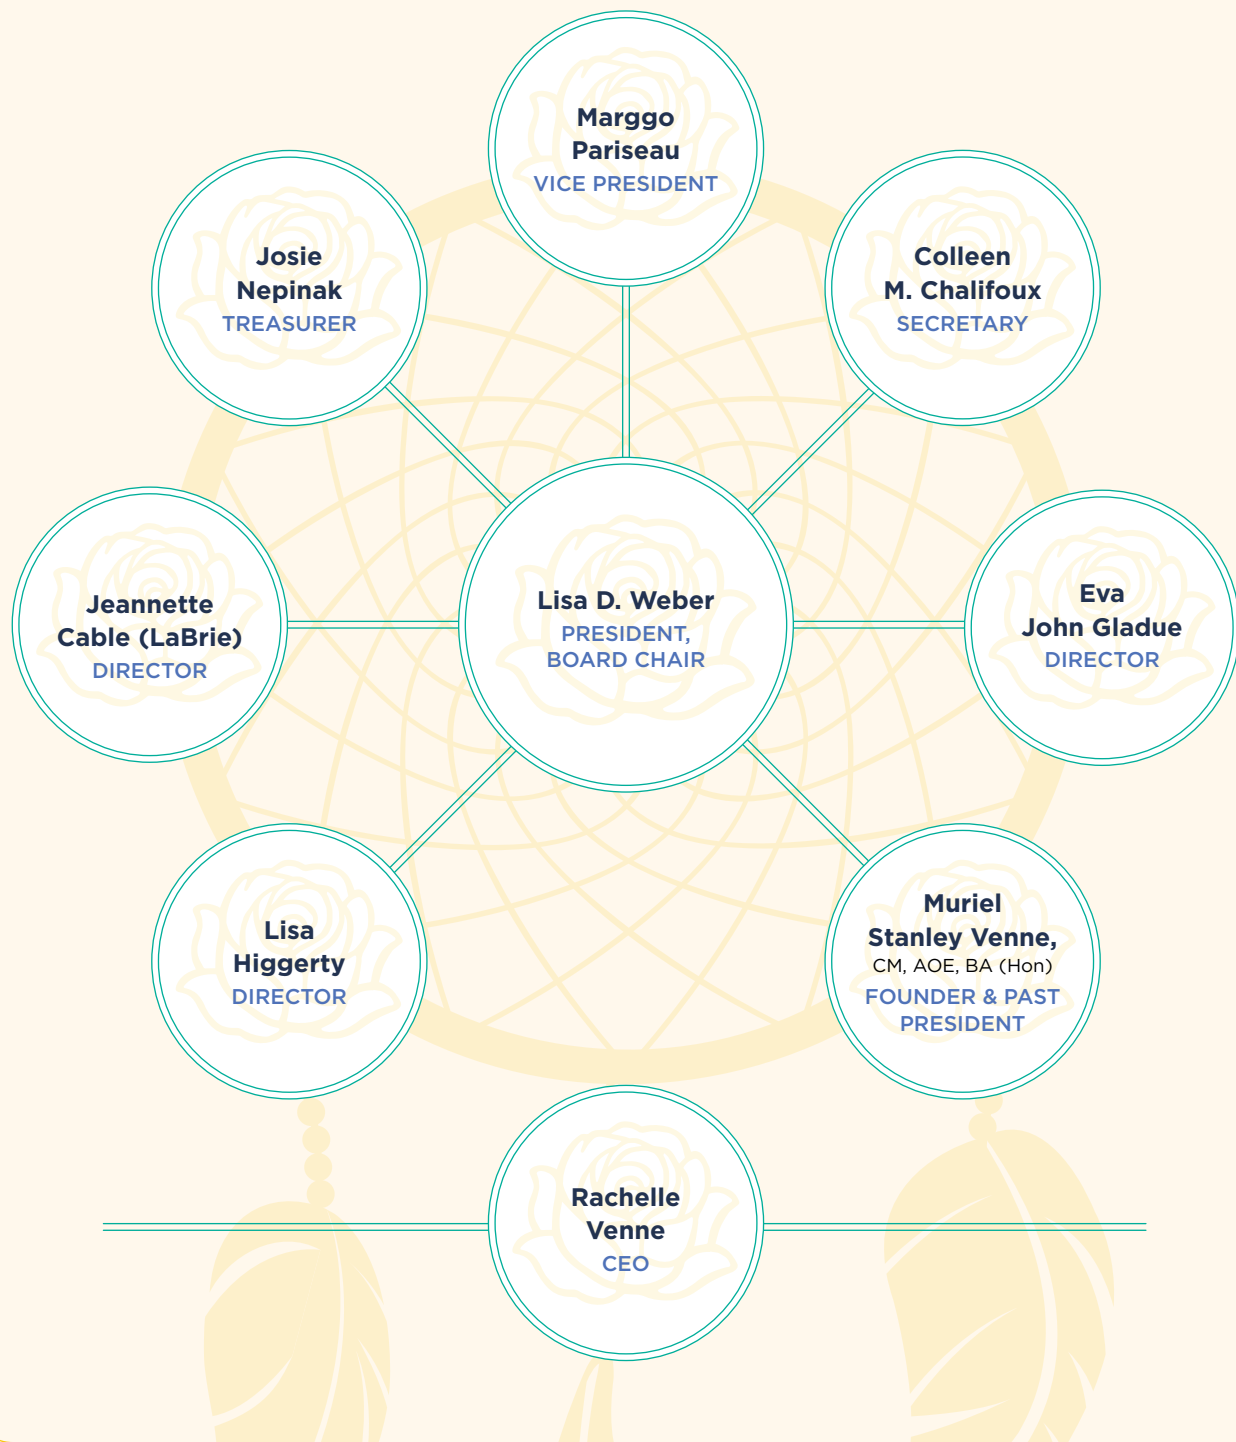 Marggo
Pariseau
VICE PRESIDENT
Josie
Nepinak
TREASURER
Colleen
M. Chalifoux
SECRETARY
Jeannette
Cable (LaBrie)
DIRECTOR
Lisa D. Weber
PRESIDENT,
BOARD CHAIR
Eva
John Gladue
DIRECTOR
Lisa
Higgerty
DIRECTOR
Muriel
Stanley Venne,
CM, AOE, BA (Hon)
FOUNDER & PAST
PRESIDENT
Rachelle
Venne
CEO